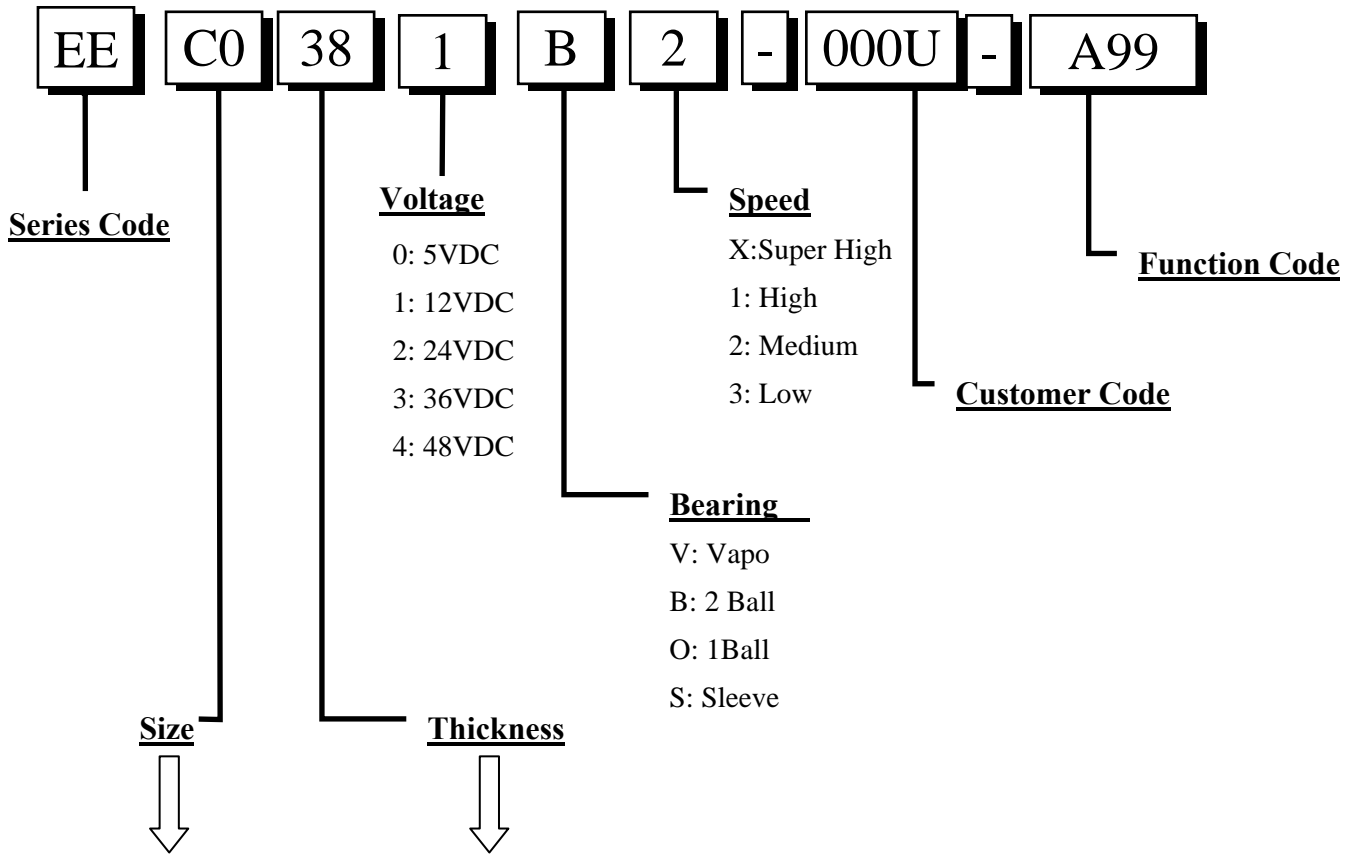 EE C0 38 1 B 2 - 000U - A99
Series Code
Voltage
0: 5VDC
1: 12VDC
2: 24VDC
3: 36VDC
4: 48VDC
Speed
X:Super High
1: High
2: Medium
3: Low
Function Code
Customer Code
Bearing
V: Vapo
B: 2 Ball
O: 1Ball
S: Sleeve
Size
Thickness